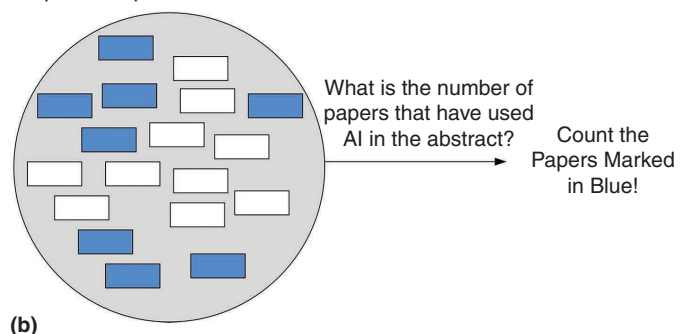 What is the number of
papers that have used
AI in the abstract?
Count the
Papers Marked
in Blue!
(b)